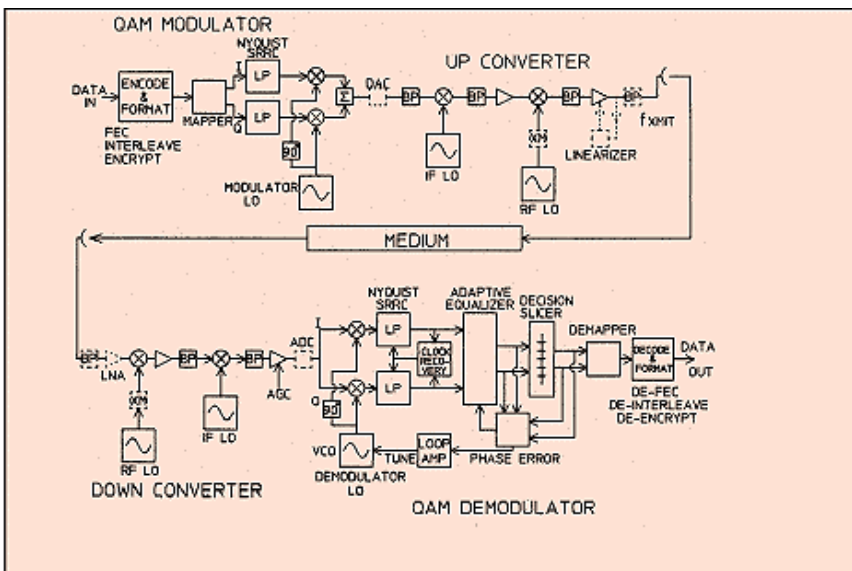 QAM MODULATOR
NYQUIST
SRRC
UP CONVERTER
I
LP
DATA
IN
ENCODE
&
FORMAT
MAPPER
Q
LP
Σ
DAC
BP
BP
BP
BP
fXMIT
FEC
INTERLEAVE
ENCRYPT
90
MODULATOR
LO
IF LO
XM
RF LO
LINEARIZER
MEDIUM
NYQUIST
SRRC
ADAPTIVE
EQUALIZER
DECISION
SLICER
DEMAPPER
I
LP
ADC
BP
LNA
BP
BP
AGC
CLOCK
RECO-
VERY
DECODE
&
FORMAT
DATA
OUT
XM
Q
90
LP
DE-FEC
DE-INTERLEAVE
DE-ENCRYPT
RF LO
IF LO
VCO
TUNE
LOOP
AMP
PHASE ERROR
DEMODULATOR
LO
DOWN CONVERTER
QAM DEMODULATOR